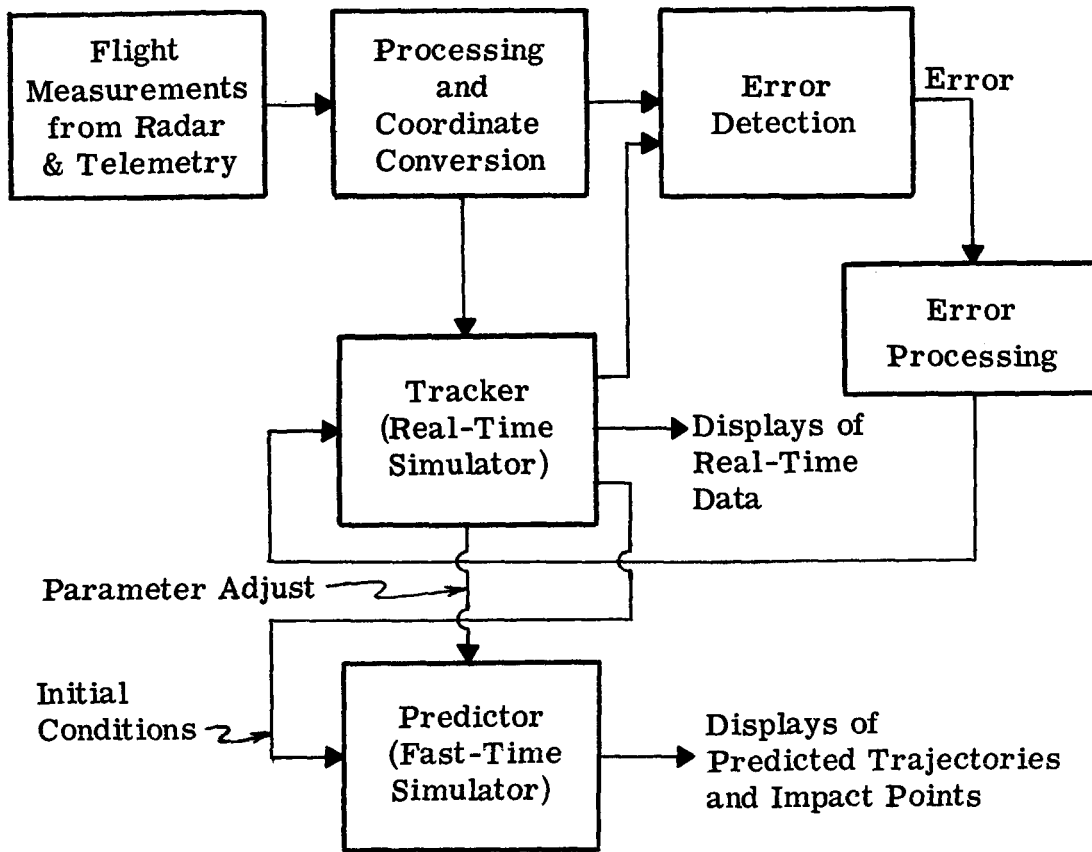 Flight
Measurements
from Radar
& Telemetry
Processing
and
Coordinate
Conversion
Error
Detection
Error
Error
Processing
Tracker
(Real-Time
Simulator)
Displays of
Real-Time
Data
Parameter Adjust
Initial
Conditions
Predictor
(Fast-Time
Simulator)
Displays of
Predicted Trajectories
and Impact Points